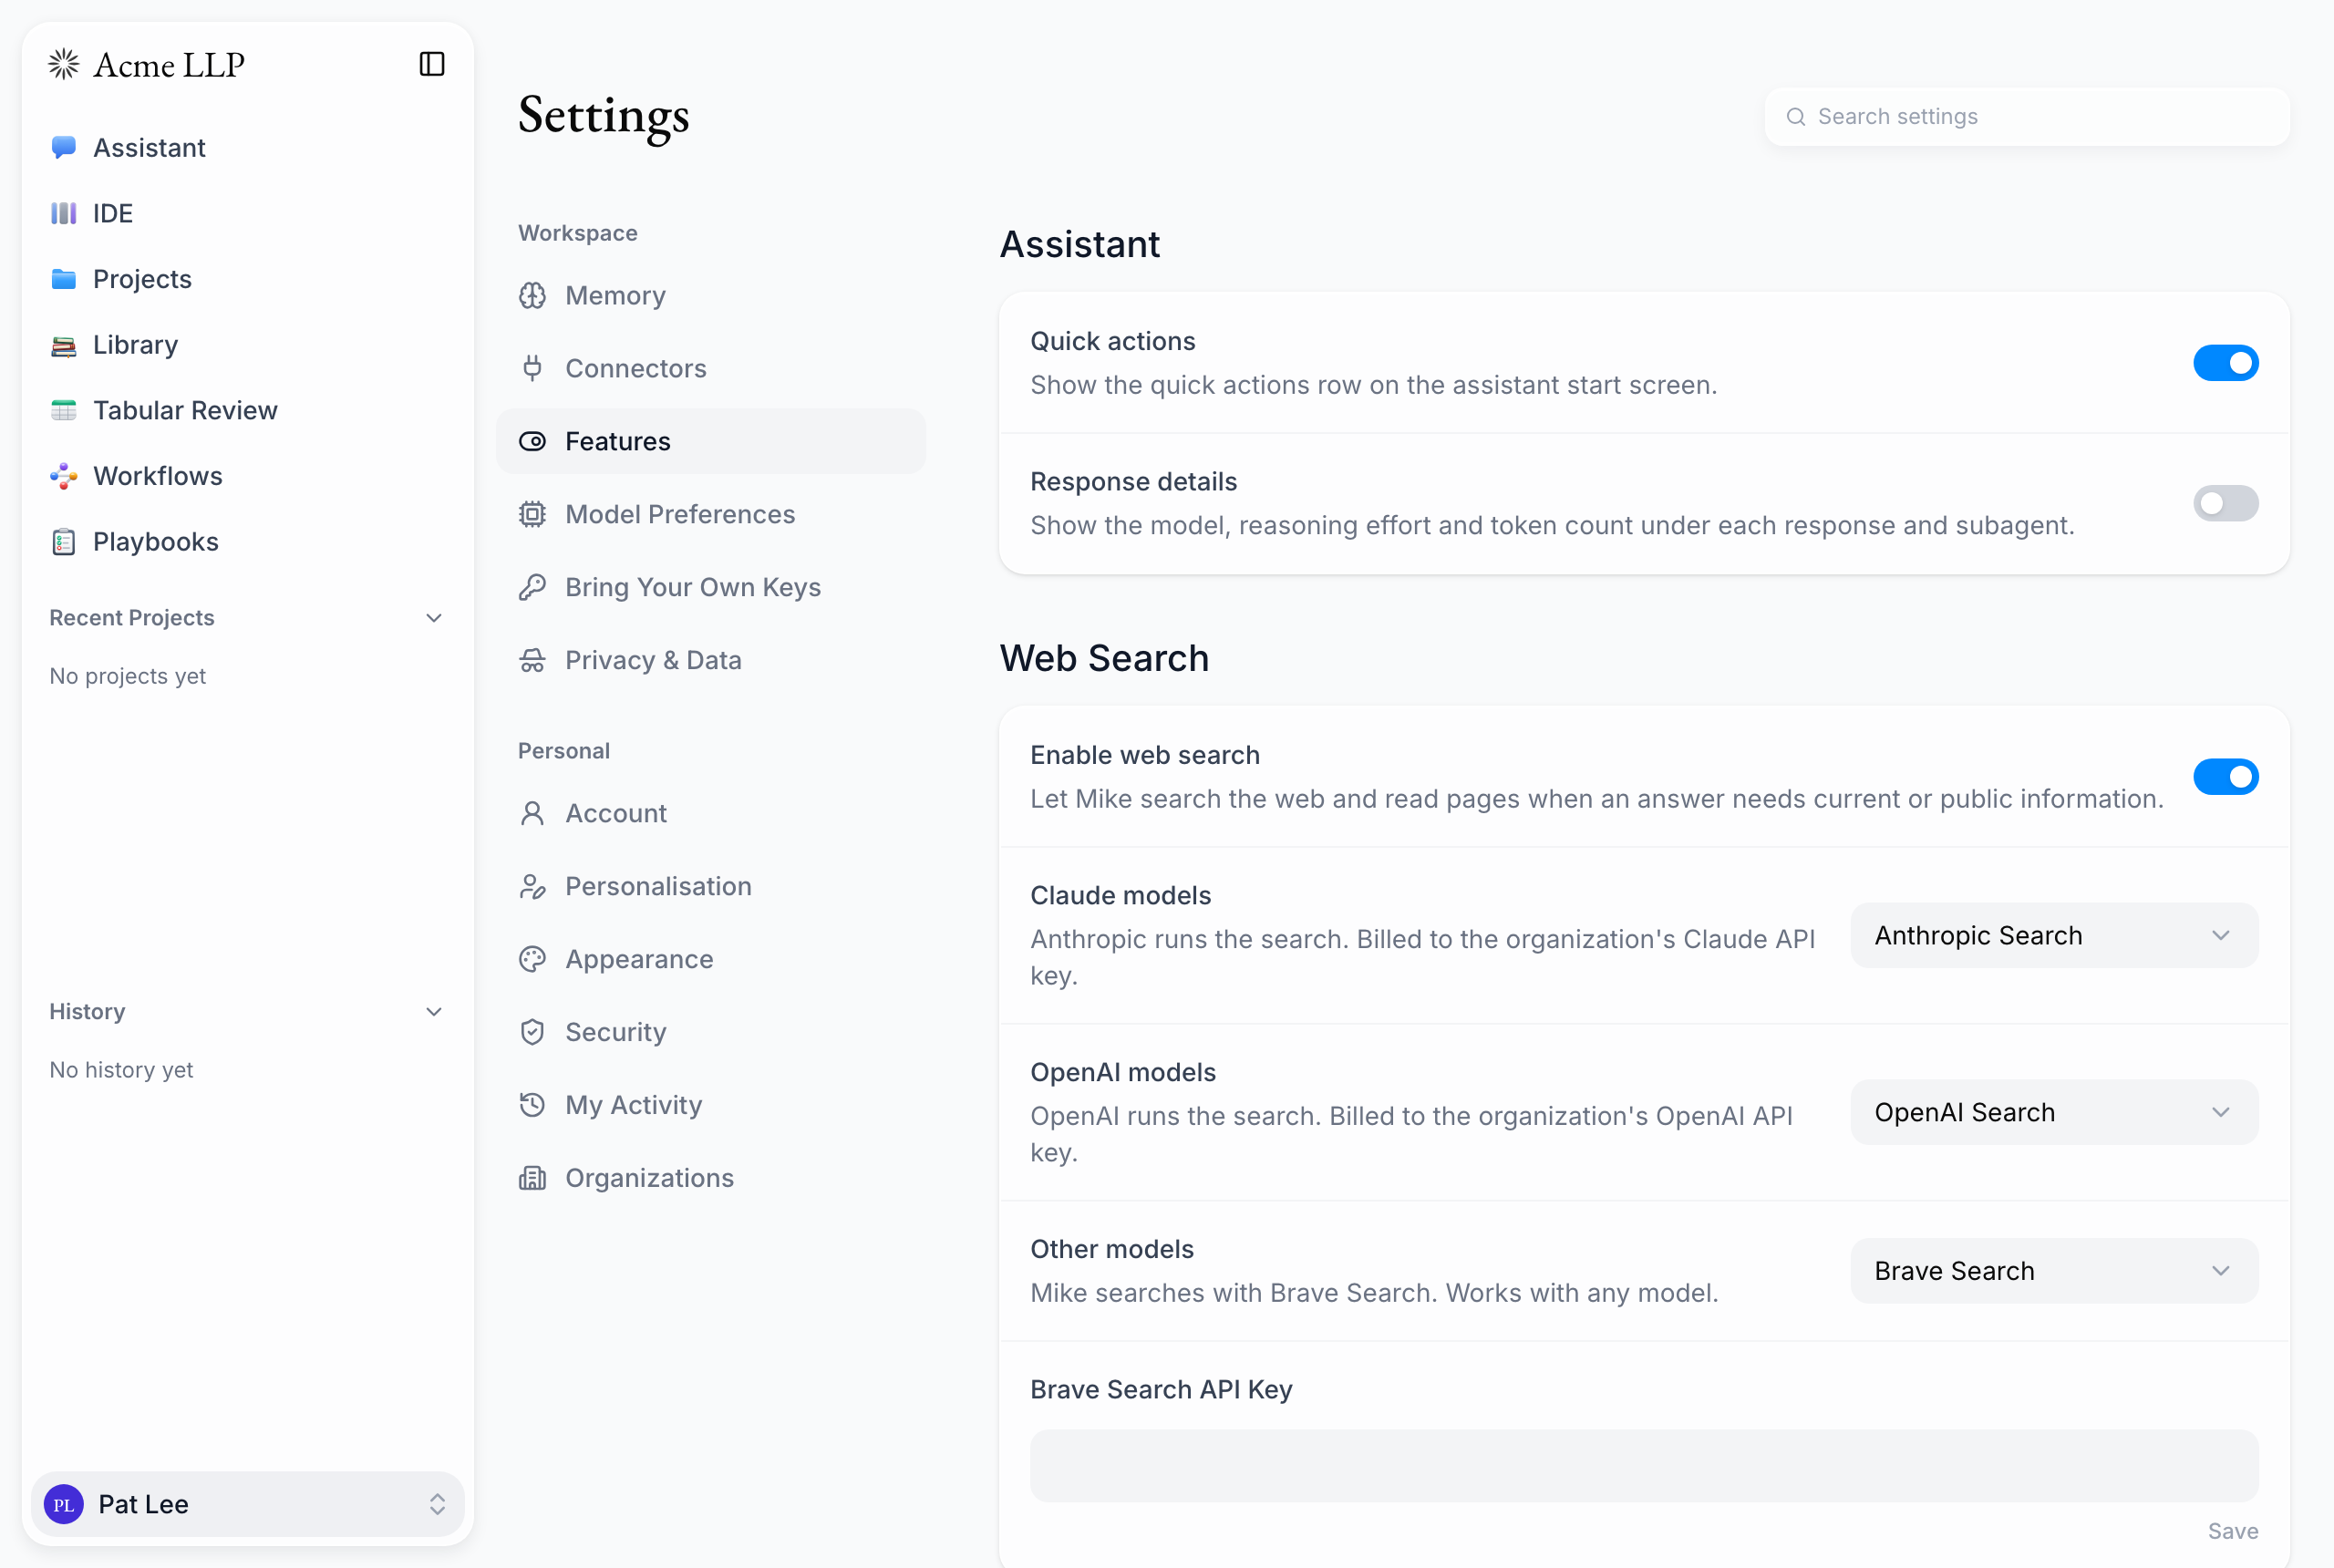 Acme LLP
Assistant
IDE
Projects
Library
Tabular Review
Workflows
Playbooks
Recent Projects
No projects yet
History
No history yet
PL Pat Lee
Settings
Search settings
Workspace
Memory
Connectors
Features
Model Preferences
Bring Your Own Keys
Privacy & Data
Personal
Account
Personalisation
Appearance
Security
My Activity
Organizations
Assistant
Quick actions
Show the quick actions row on the assistant start screen.
Response details
Show the model, reasoning effort and token count under each response and subagent.
Web Search
Enable web search
Let Mike search the web and read pages when an answer needs current or public information.
Claude models
Anthropic runs the search. Billed to the organization's Claude API
key.
Anthropic Search
OpenAI models
OpenAI runs the search. Billed to the organization's OpenAI API
key.
OpenAI Search
Other models
Mike searches with Brave Search. Works with any model.
Brave Search
Brave Search API Key
Save